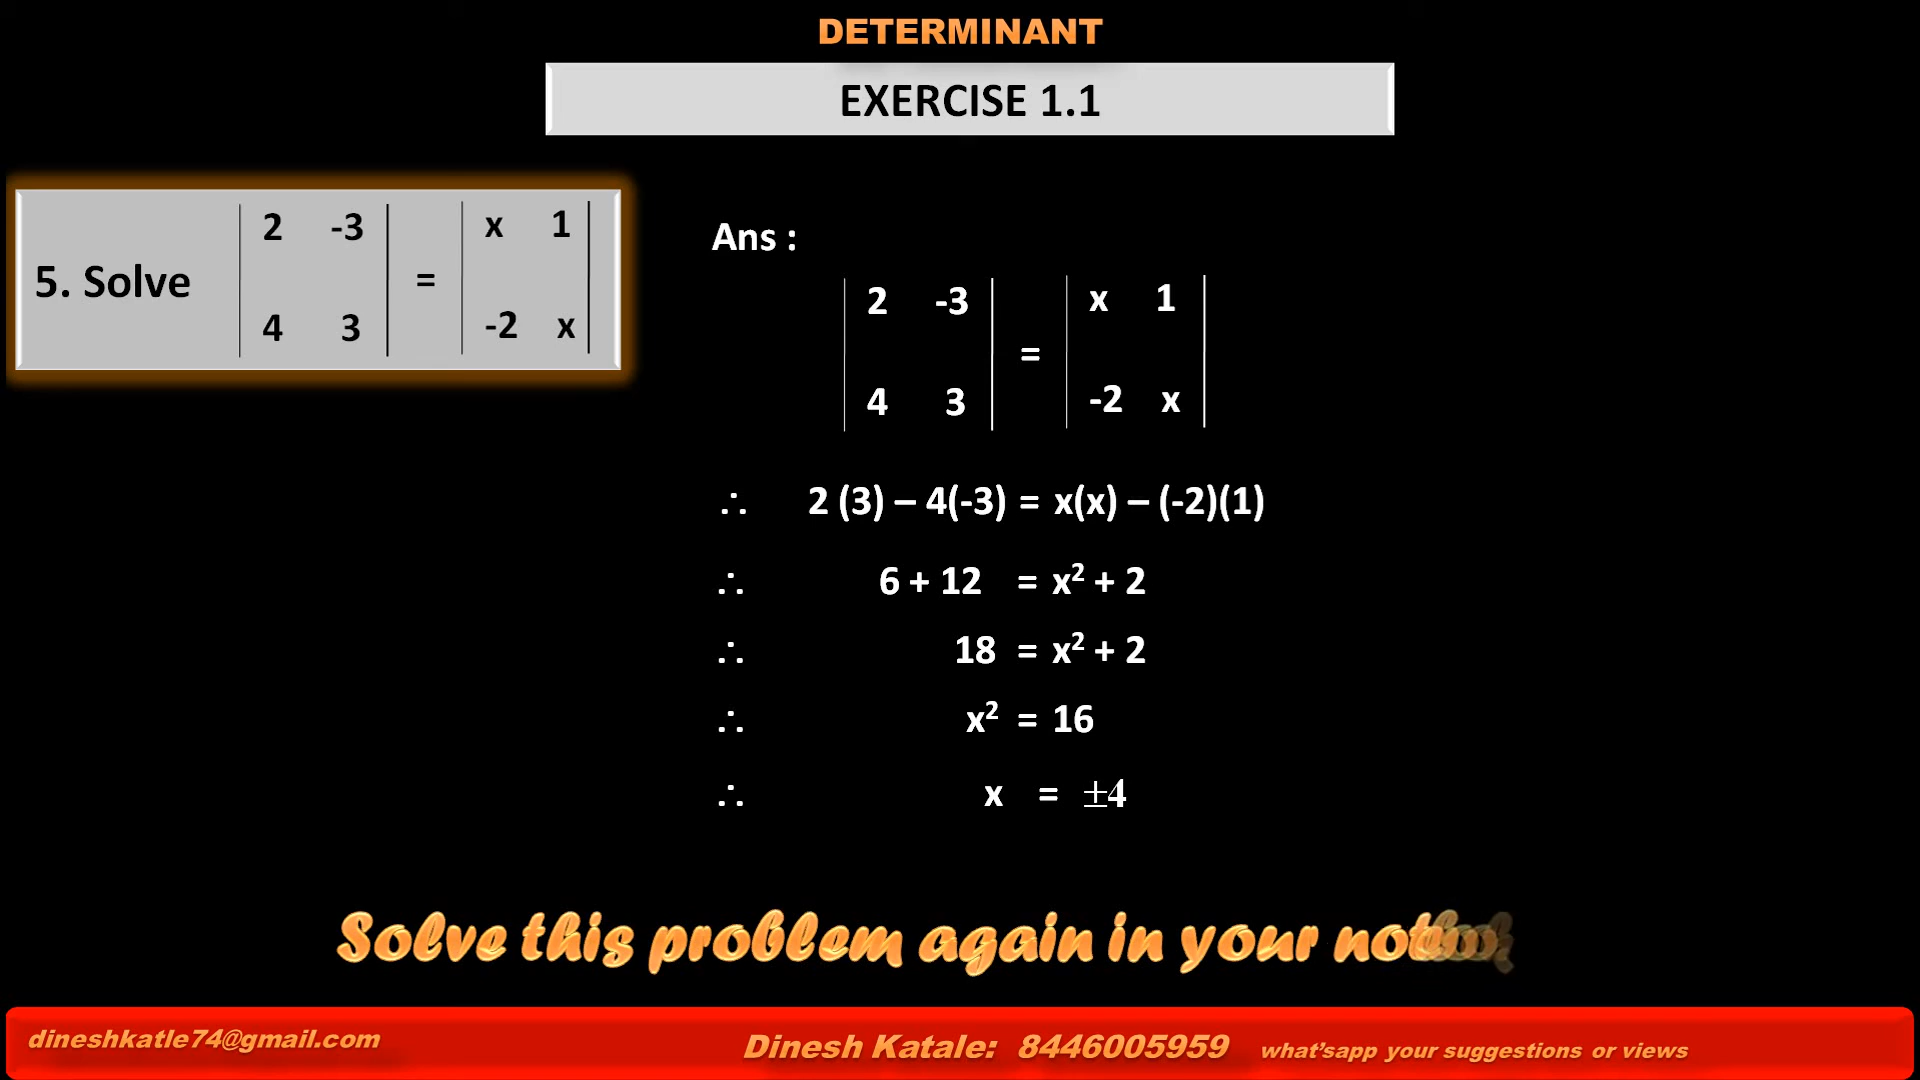 DETERMINANT
EXERCISE 1.1
5. Solve | 2 -3 | = | x 1 |
| 4 3 | | -2 x |
Ans :
| 2 -3 | = | x 1 |
| 4 3 | | -2 x |
∴ 2 (3) – 4(-3) = x(x) – (-2)(1)
∴ 6 + 12 = x² + 2
∴ 18 = x² + 2
∴ x² = 16
∴ x = ±4
Solve this problem again in your
dineshkatle74@gmail.com
Dinesh Katale: 8446005959 what'sapp your suggestions or views